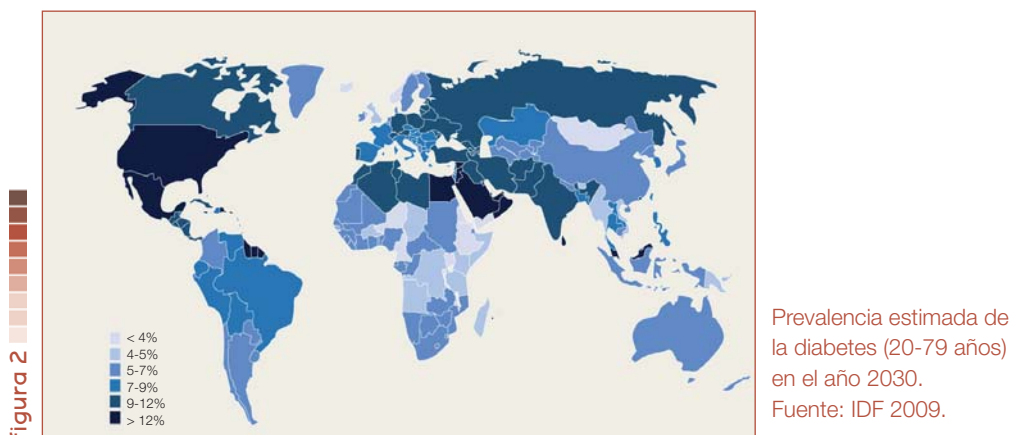 < 4%
4-5%
5-7%
7-9%
9-12%
> 12%
figura 2
Prevalencia estimada de
la diabetes (20-79 años)
en el año 2030.
Fuente: IDF 2009.